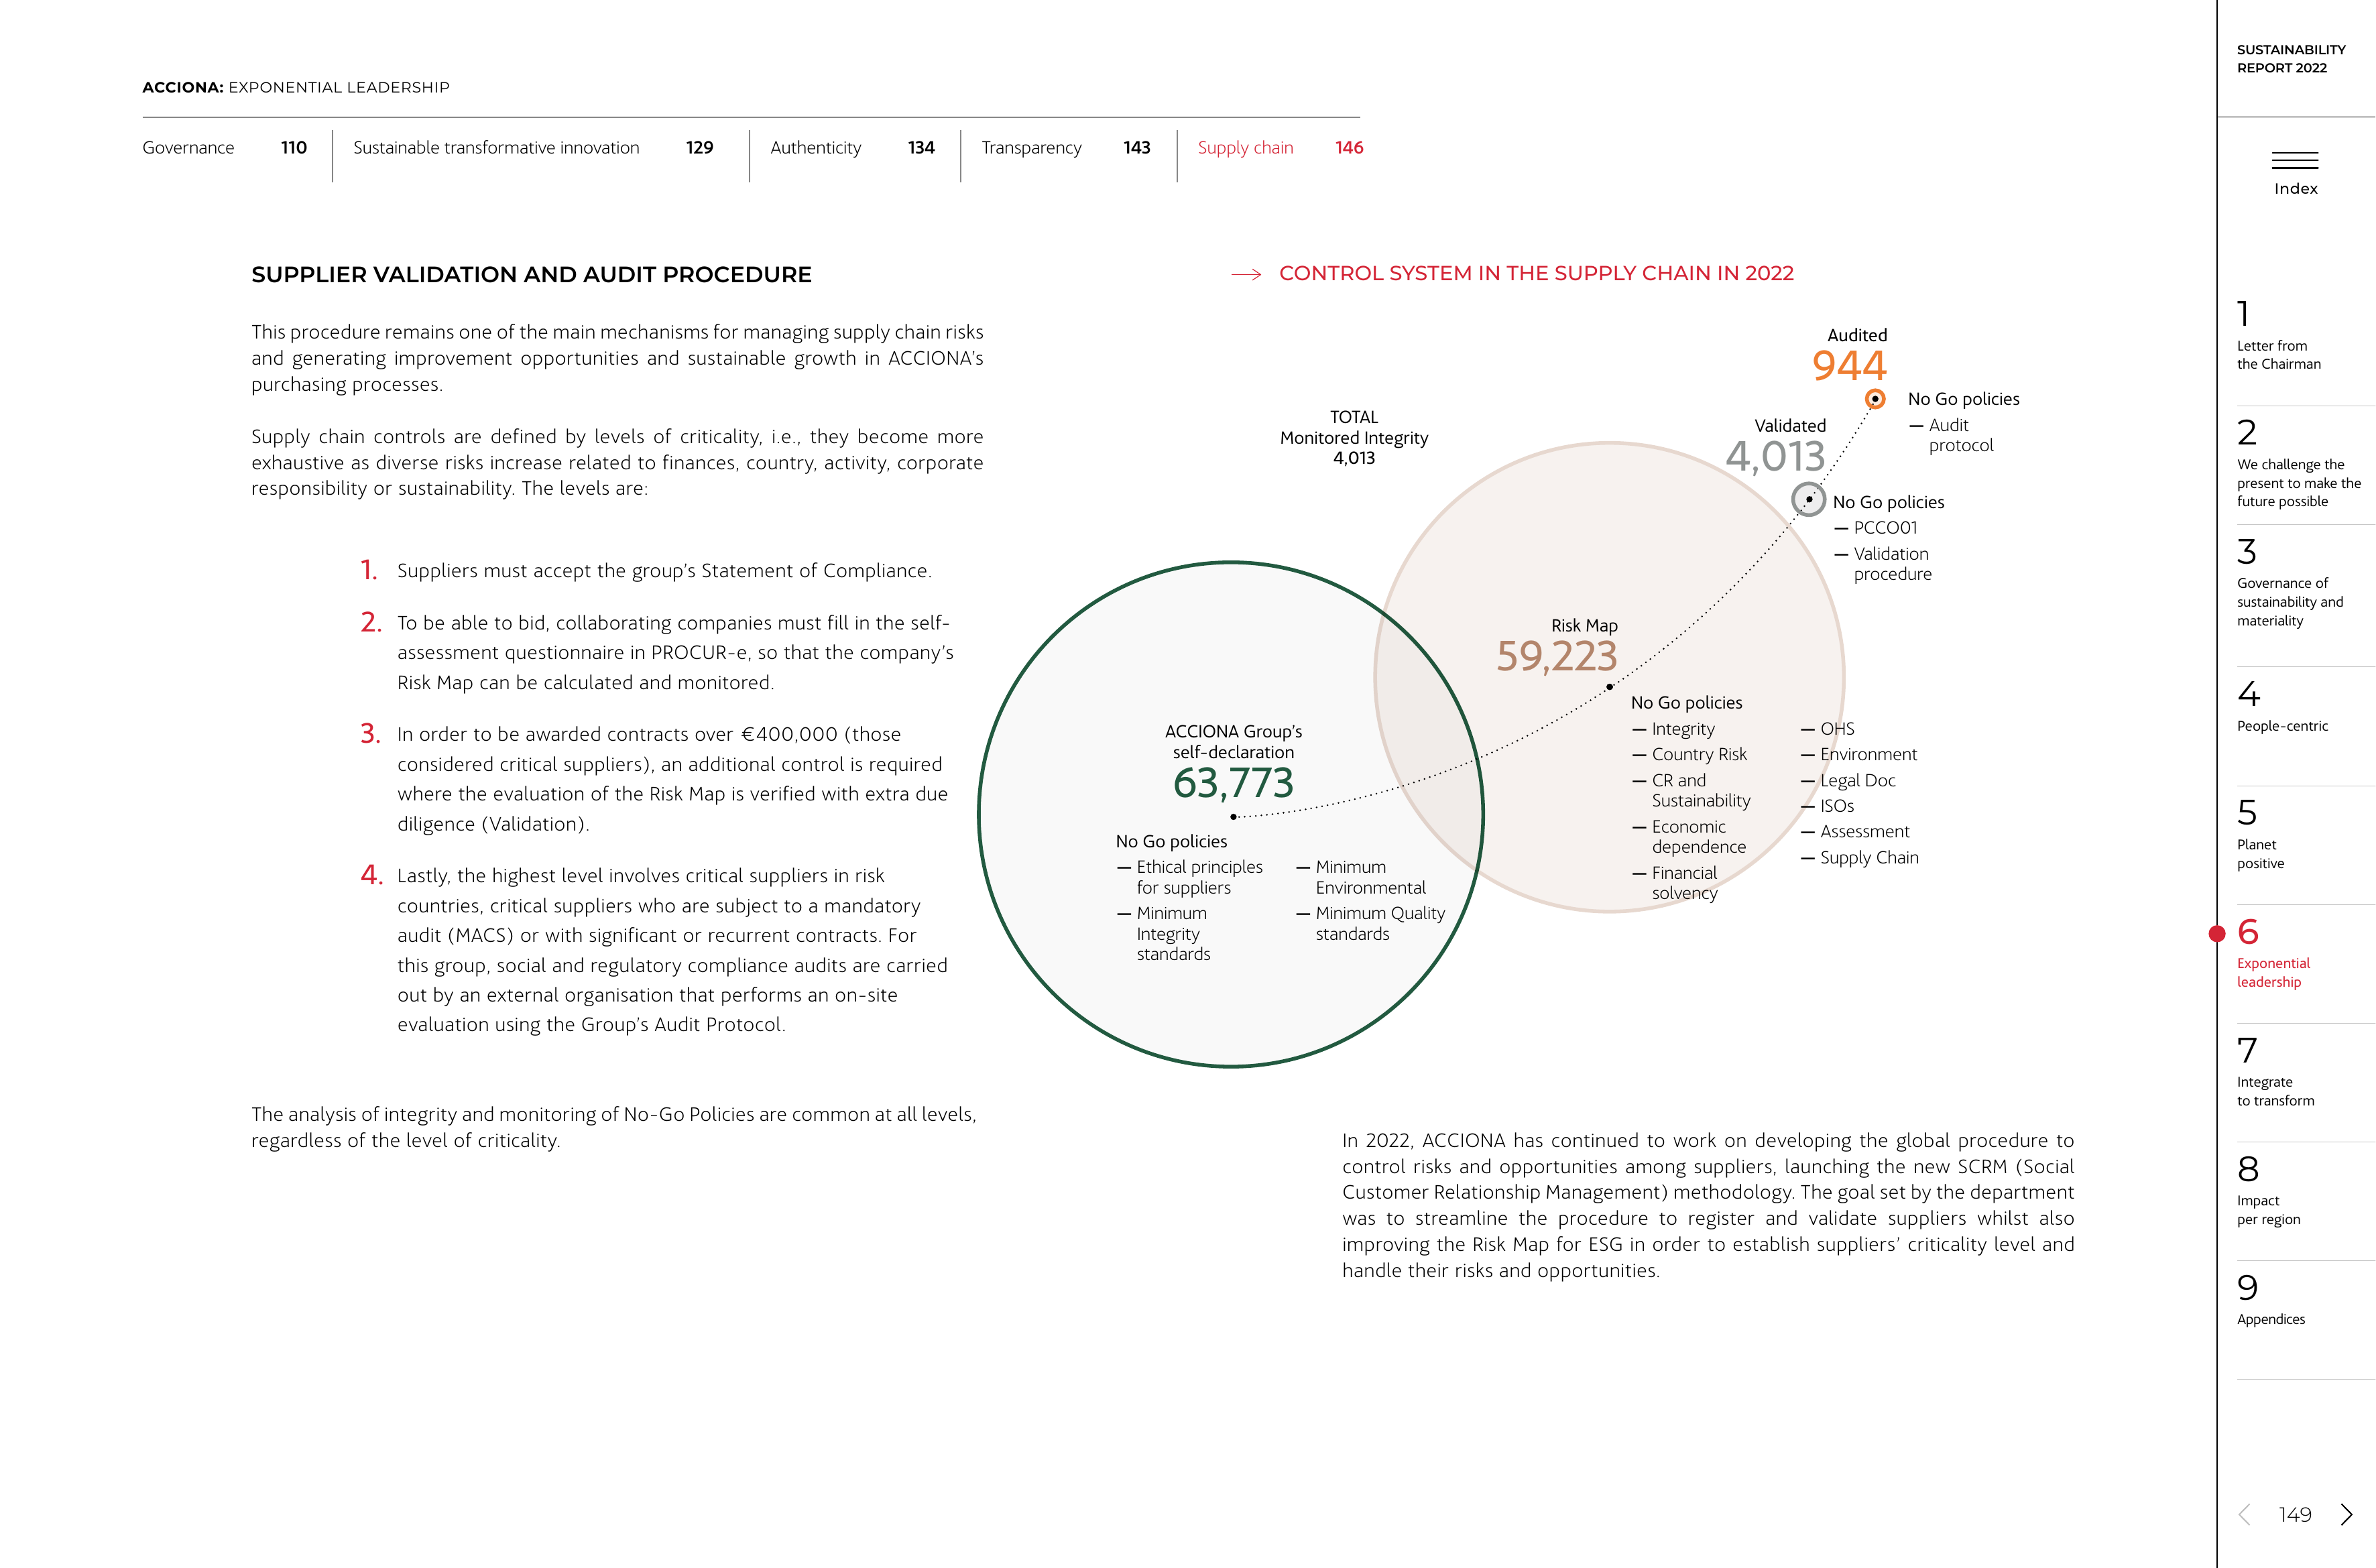 ACCIONA: EXPONENTIAL LEADERSHIP
Governance 110
Sustainable transformative innovation 129
Authenticity 134
Transparency 143
Supply chain 146
SUPPLIER VALIDATION AND AUDIT PROCEDURE
This procedure remains one of the main mechanisms for managing supply chain risks
and generating improvement opportunities and sustainable growth in ACCIONA’s
purchasing processes.
Supply chain controls are defined by levels of criticality, i.e., they become more
exhaustive as diverse risks increase related to finances, country, activity, corporate
responsibility or sustainability. The levels are:
1. Suppliers must accept the group’s Statement of Compliance.
2. To be able to bid, collaborating companies must fill in the self-
assessment questionnaire in PROCUR-e, so that the company’s
Risk Map can be calculated and monitored.
3. In order to be awarded contracts over €400,000 (those
considered critical suppliers), an additional control is required
where the evaluation of the Risk Map is verified with extra due
diligence (Validation).
4. Lastly, the highest level involves critical suppliers in risk
countries, critical suppliers who are subject to a mandatory
audit (MACS) or with significant or recurrent contracts. For
this group, social and regulatory compliance audits are carried
out by an external organisation that performs an on-site
evaluation using the Group’s Audit Protocol.
The analysis of integrity and monitoring of No-Go Policies are common at all levels,
regardless of the level of criticality.
→ CONTROL SYSTEM IN THE SUPPLY CHAIN IN 2022
TOTAL
Monitored Integrity
4,013
Audited
944
No Go policies
— Audit
protocol
Validated
4,013
No Go policies
— PCCO01
— Validation
procedure
Risk Map
59,223
No Go policies
— Integrity
— Country Risk
— CR and
Sustainability
— Economic
dependence
— Financial
solvency
— OHS
— Environment
— Legal Doc
— ISOs
— Assessment
— Supply Chain
ACCIONA Group’s
self-declaration
63,773
No Go policies
— Ethical principles
for suppliers
— Minimum
Integrity
standards
— Minimum
Environmental
— Minimum Quality
standards
In 2022, ACCIONA has continued to work on developing the global procedure to
control risks and opportunities among suppliers, launching the new SCRM (Social
Customer Relationship Management) methodology. The goal set by the department
was to streamline the procedure to register and validate suppliers whilst also
improving the Risk Map for ESG in order to establish suppliers’ criticality level and
handle their risks and opportunities.
SUSTAINABILITY
REPORT 2022
Index
1
Letter from
the Chairman
2
We challenge the
present to make the
future possible
3
Governance of
sustainability and
materiality
4
People-centric
5
Planet
positive
6
Exponential
leadership
7
Integrate
to transform
8
Impact
per region
9
Appendices
149